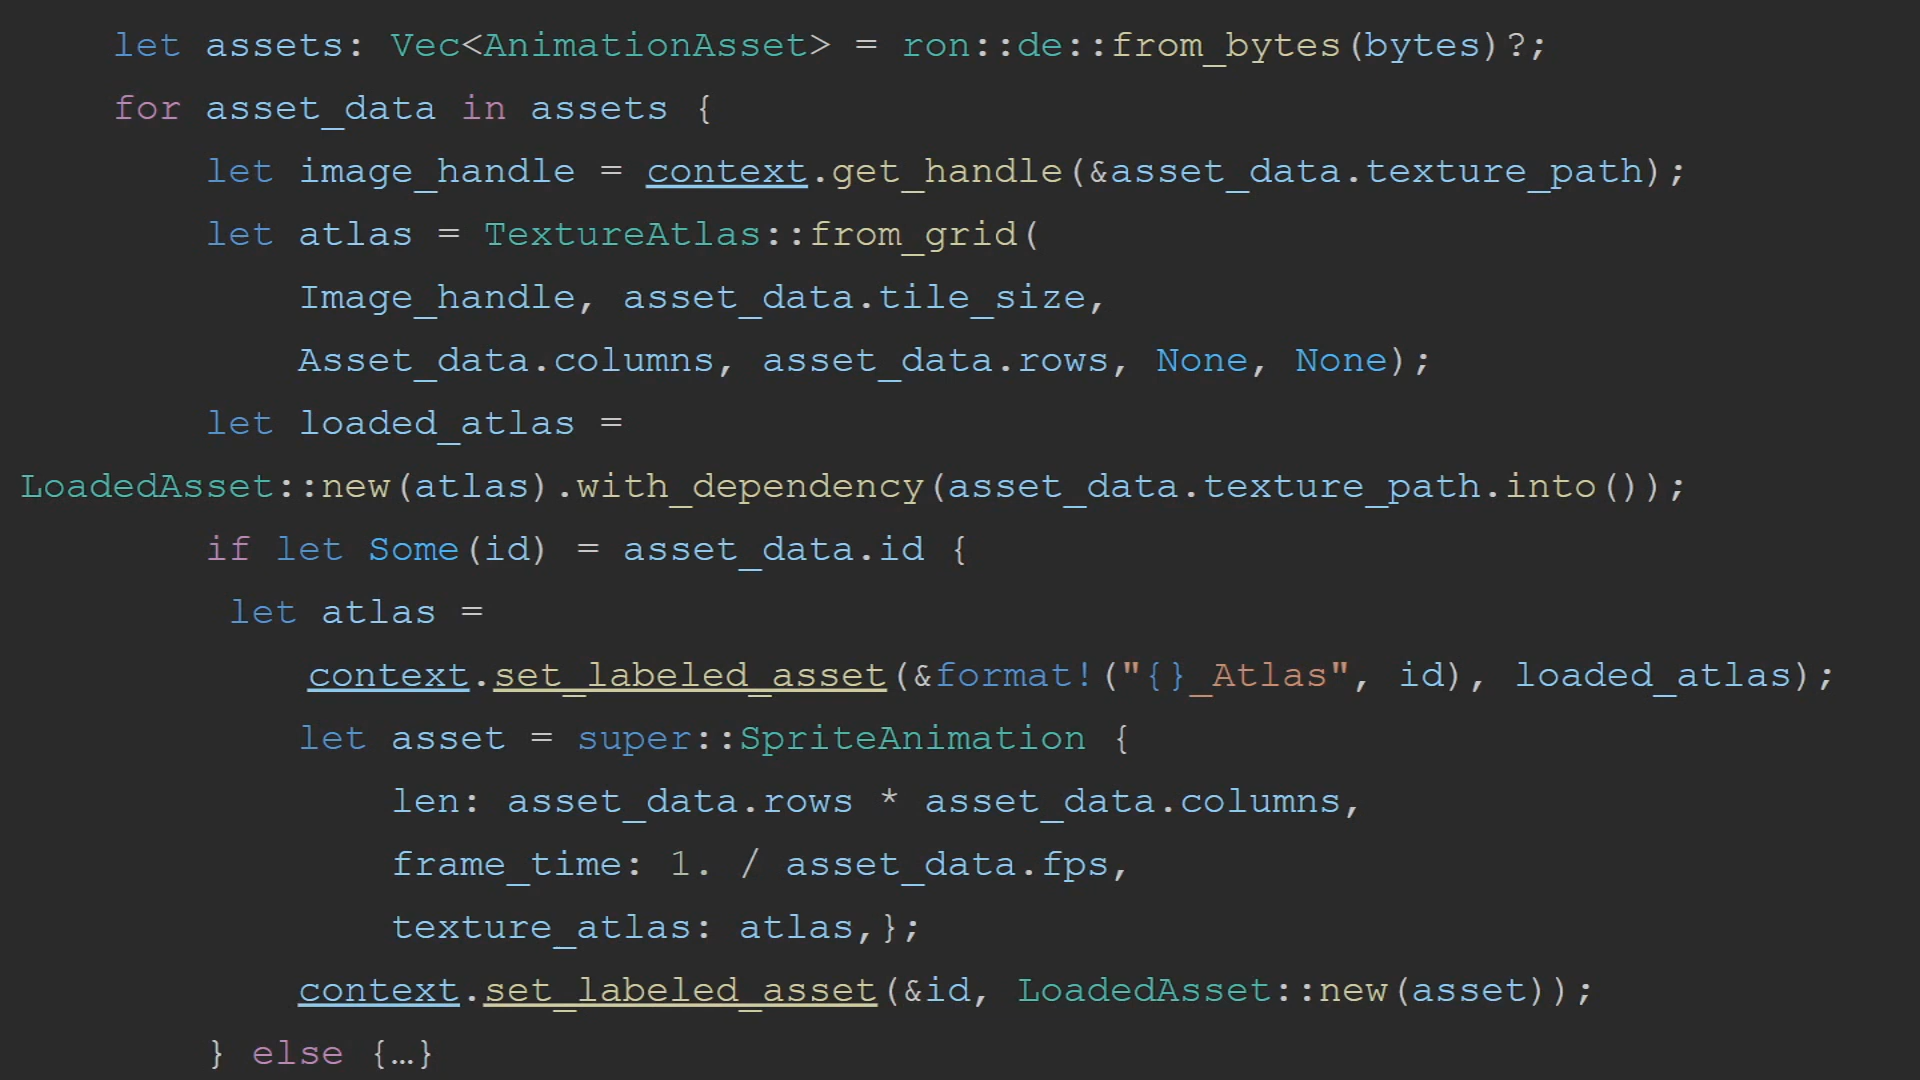 let assets: Vec<AnimationAsset> = ron::de::from_bytes(bytes)?;
for asset_data in assets {
let image_handle = context.get_handle(&asset_data.texture_path);
let atlas = TextureAtlas::from_grid(
Image_handle, asset_data.tile_size,
Asset_data.columns, asset_data.rows, None, None);
let loaded_atlas =
LoadedAsset::new(atlas).with_dependency(asset_data.texture_path.into());
if let Some(id) = asset_data.id {
let atlas =
context.set_labeled_asset(&format!("{}_Atlas", id), loaded_atlas);
let asset = super::SpriteAnimation {
len: asset_data.rows * asset_data.columns,
frame_time: 1. / asset_data.fps,
texture_atlas: atlas,};
context.set_labeled_asset(&id, LoadedAsset::new(asset));
} else {…}